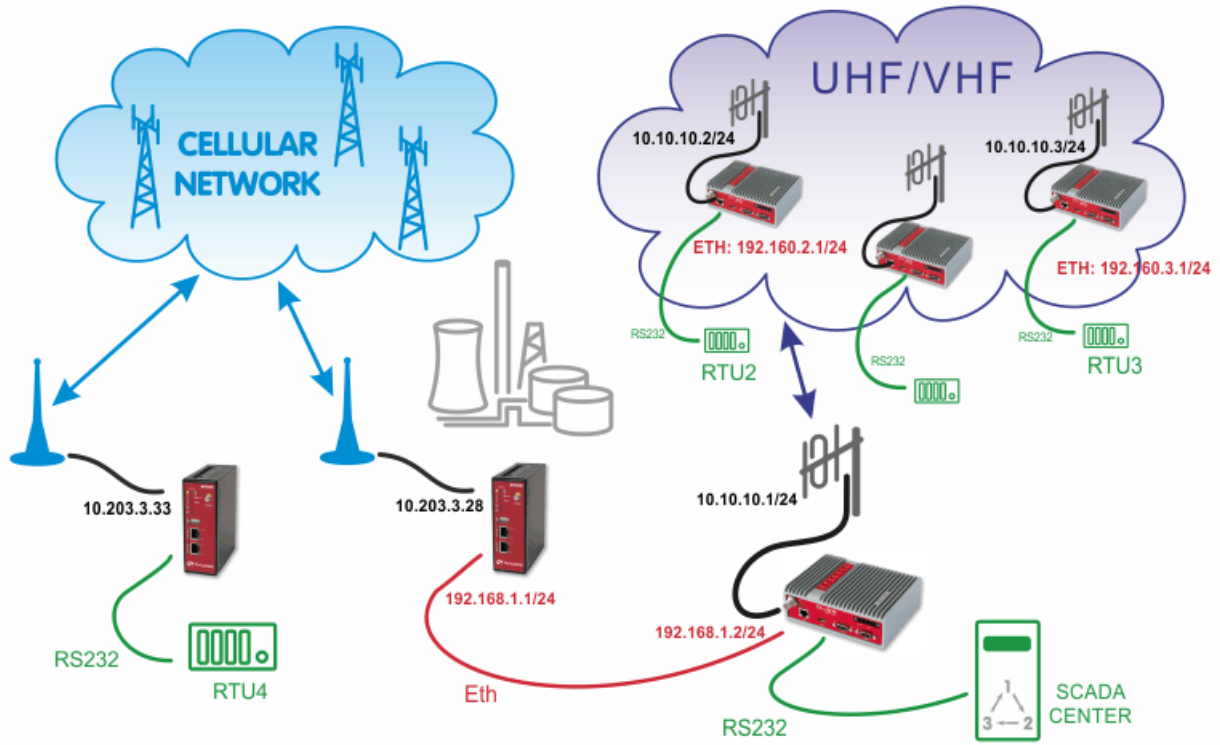 CELLULAR
NETWORK
UHF/VHF
10.10.10.2/24
10.10.10.3/24
ETH: 192.160.2.1/24
ETH: 192.160.3.1/24
RS232
RTU2
RS232
RS232
RTU3
10.203.3.33
10.203.3.28
10.10.10.1/24
192.168.1.1/24
192.168.1.2/24
RS232
RTU4
Eth
RS232
1
3
2
SCADA
CENTER